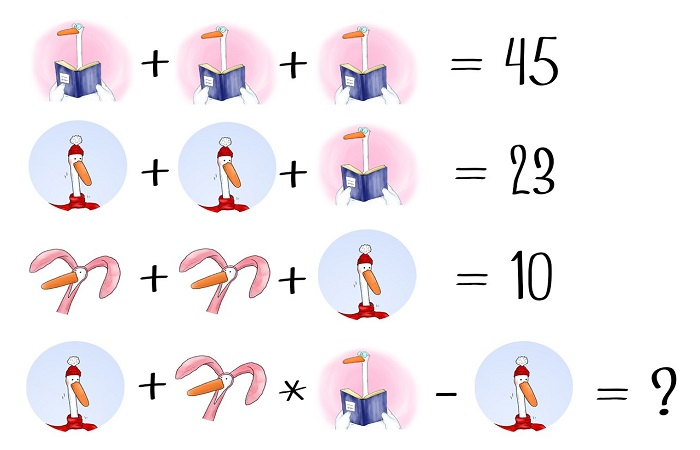 + + = 45
+ + = 23
+ + = 10
+ * - = ?